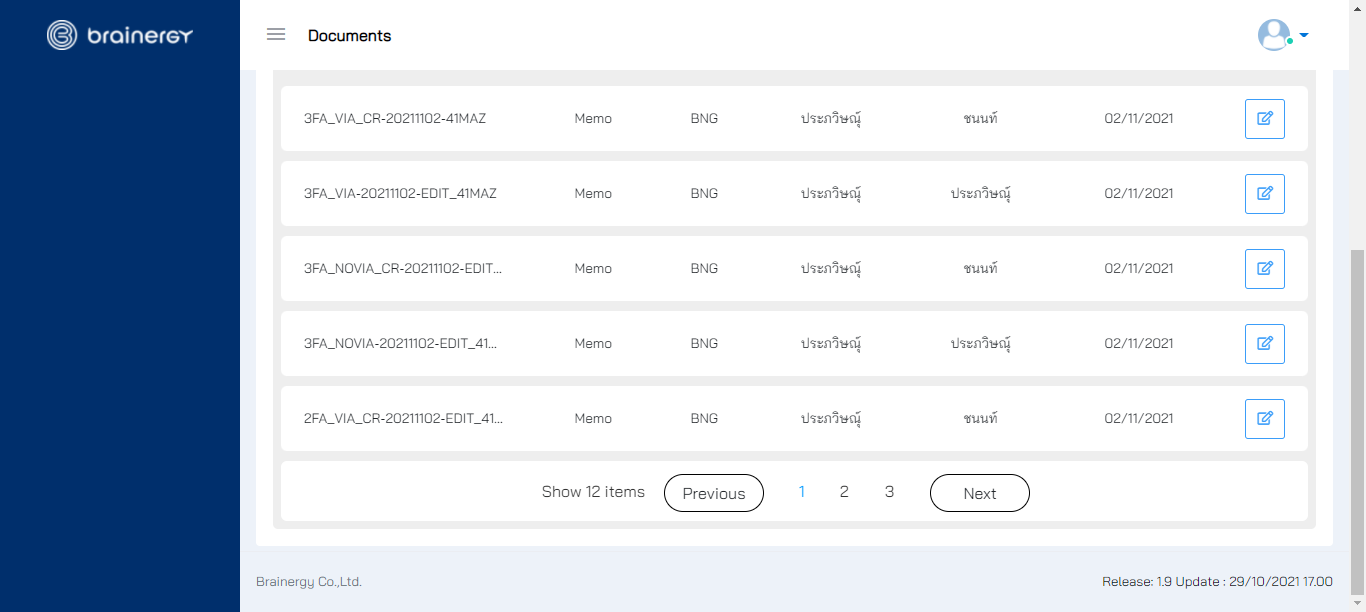 brainergy
Documents
3FA_VIA_CR-20211102-41MAZ Memo BNG ประภวิษณุ์ ชนนท์ 02/11/2021
3FA_VIA-20211102-EDIT_41MAZ Memo BNG ประภวิษณุ์ ประภวิษณุ์ 02/11/2021
3FA_NOVIA_CR-20211102-EDIT... Memo BNG ประภวิษณุ์ ชนนท์ 02/11/2021
3FA_NOVIA-20211102-EDIT_41... Memo BNG ประภวิษณุ์ ประภวิษณุ์ 02/11/2021
2FA_VIA_CR-20211102-EDIT_41... Memo BNG ประภวิษณุ์ ชนนท์ 02/11/2021
Show 12 items Previous 1 2 3 Next
Brainergy Co.,Ltd. Release: 1.9 Update : 29/10/2021 17.00